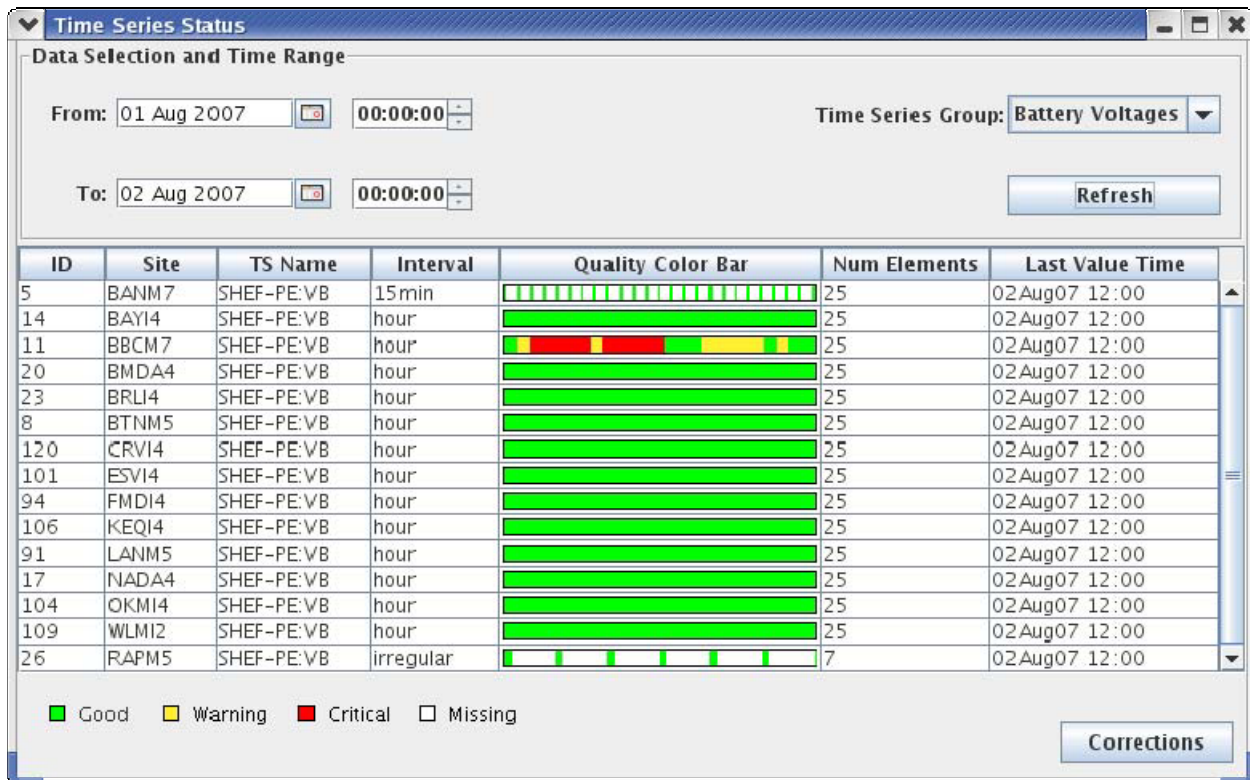 Time Series Status
Data Selection and Time Range
From: 01 Aug 2007 00:00:00 Time Series Group: Battery Voltages
To: 02 Aug 2007 00:00:00 Refresh
ID Site TS Name Interval Quality Color Bar Num Elements Last Value Time
5 BANM7 SHEF-PE:VB 15min 25 02Aug07 12:00
14 BAYI4 SHEF-PE:VB hour 25 02Aug07 12:00
11 BBCM7 SHEF-PE:VB hour 25 02Aug07 12:00
20 BMDA4 SHEF-PE:VB hour 25 02Aug07 12:00
23 BRLI4 SHEF-PE:VB hour 25 02Aug07 12:00
8 BTNM5 SHEF-PE:VB hour 25 02Aug07 12:00
120 CRVI4 SHEF-PE:VB hour 25 02Aug07 12:00
101 ESVI4 SHEF-PE:VB hour 25 02Aug07 12:00
94 FMDI4 SHEF-PE:VB hour 25 02Aug07 12:00
106 KEQI4 SHEF-PE:VB hour 25 02Aug07 12:00
91 LANM5 SHEF-PE:VB hour 25 02Aug07 12:00
17 NADA4 SHEF-PE:VB hour 25 02Aug07 12:00
104 OKMI4 SHEF-PE:VB hour 25 02Aug07 12:00
109 WLMI2 SHEF-PE:VB hour 25 02Aug07 12:00
26 RAPM5 SHEF-PE:VB irregular 7 02Aug07 12:00
Good Warning Critical Missing
Corrections